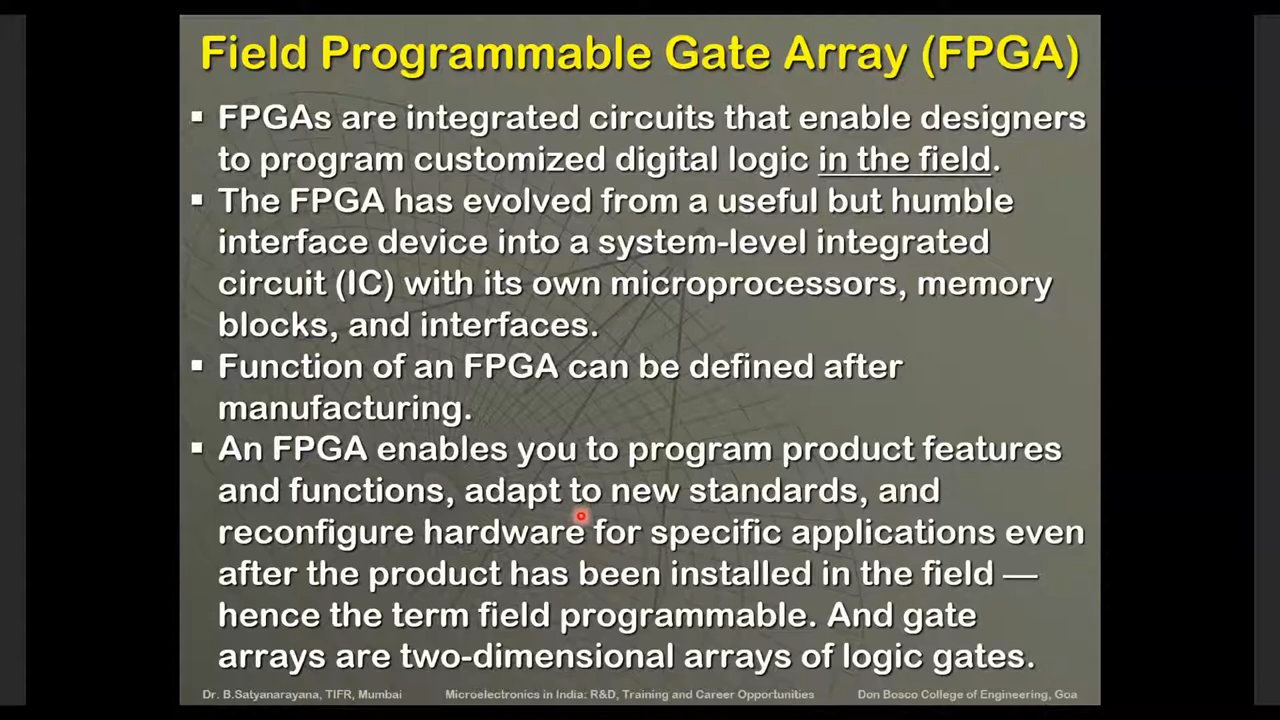 Field Programmable Gate Array (FPGA)
▪ FPGAs are integrated circuits that enable designers
to program customized digital logic in the field.
▪ The FPGA has evolved from a useful but humble
interface device into a system-level integrated
circuit (IC) with its own microprocessors, memory
blocks, and interfaces.
▪ Function of an FPGA can be defined after
manufacturing.
▪ An FPGA enables you to program product features
and functions, adapt to new standards, and
reconfigure hardware for specific applications even
after the product has been installed in the field —
hence the term field programmable. And gate
arrays are two-dimensional arrays of logic gates.
Dr. B.Satyanarayana, TIFR, Mumbai Microelectronics in India: R&D, Training and Career Opportunities Don Bosco College of Engineering, Goa